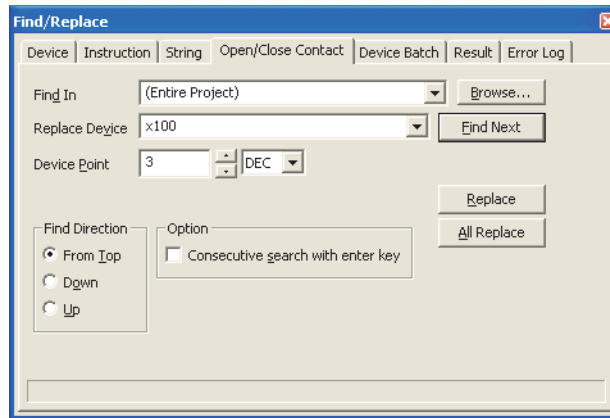 Find/Replace
Device Instruction String Open/Close Contact Device Batch Result Error Log
Find In (Entire Project) Browse...
Replace Device x100 Find Next
Device Point 3 DEC
Replace
Find Direction Option All Replace
From Top Consecutive search with enter key
Down
Up